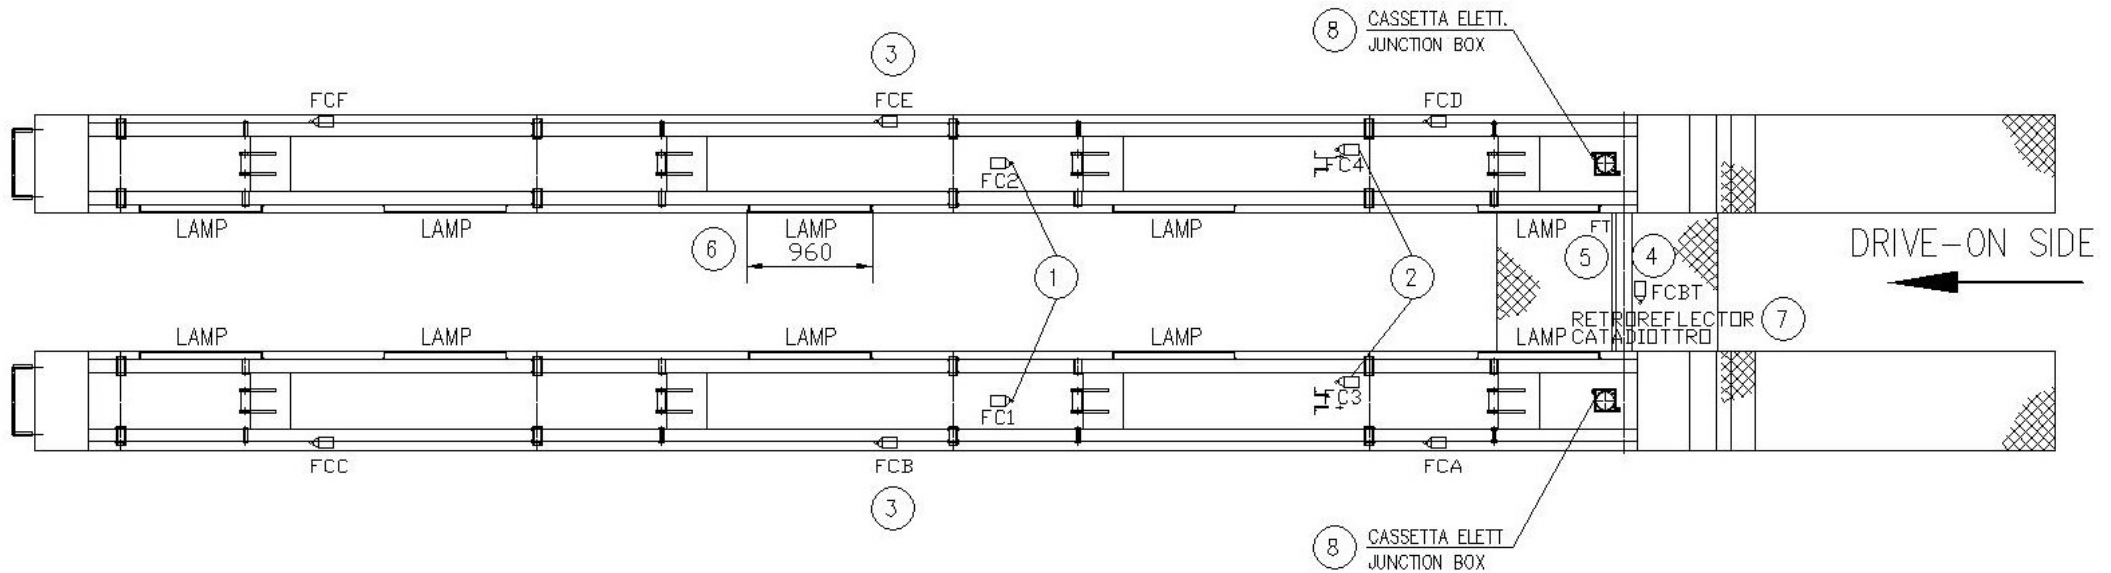 8 CASSETTA ELETT.
JUNCTION BOX
3
FCF FCE FCD
FC2 FC4
LAMP LAMP LAMP LAMP LAMP FT
6 960 5 4 DRIVE-ON SIDE
1 2
FCBT
RETROREFLECTOR 7
LAMP LAMP LAMP LAMP LAMP CATADIOTTRO
FC1 FC3
FCC FCB FCA
3
8 CASSETTA ELETT
JUNCTION BOX